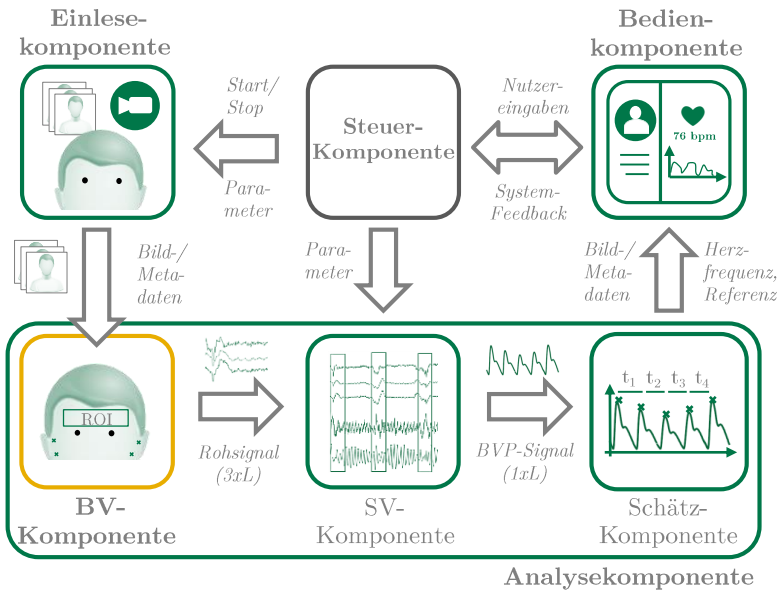 Einlese-
komponente
Bedien-
komponente
Start/
Stop
Para-
meter
Steuer-
Komponente
Nutzer-
eingaben
System-
Feedback
76 bpm
Bild-/
Meta-
daten
Para-
meter
Bild-/
Meta-
daten
Herz-
frequenz,
Referenz
ROI
Rohsignal
(3xL)
BVP-Signal
(1xL)
t1 t2 t3 t4
BV-
Komponente
SV-
Komponente
Schätz-
Komponente
Analysekomponente